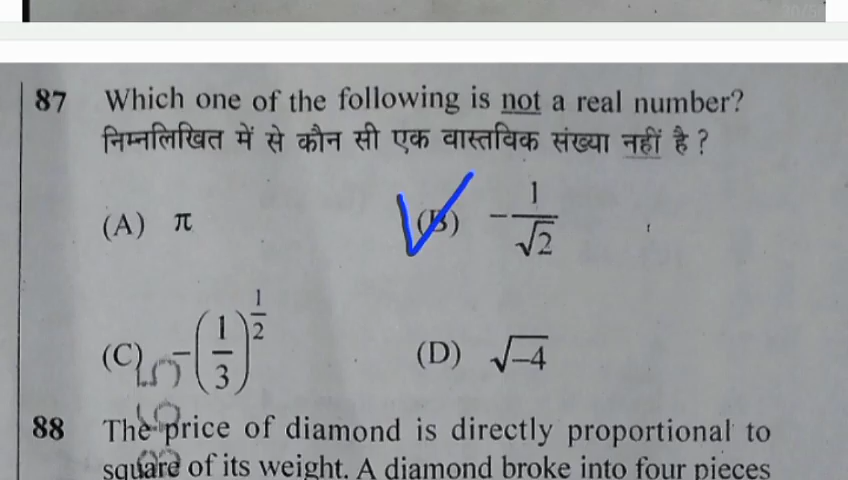 87 Which one of the following is not a real number?
निम्नलिखित में से कौन सी एक वास्तविक संख्या नहीं है ?
(A) π (B) -1/√2
(C) -(1/3)^(1/2) (D) √-4
88 The price of diamond is directly proportional to
square of its weight. A diamond broke into four pieces